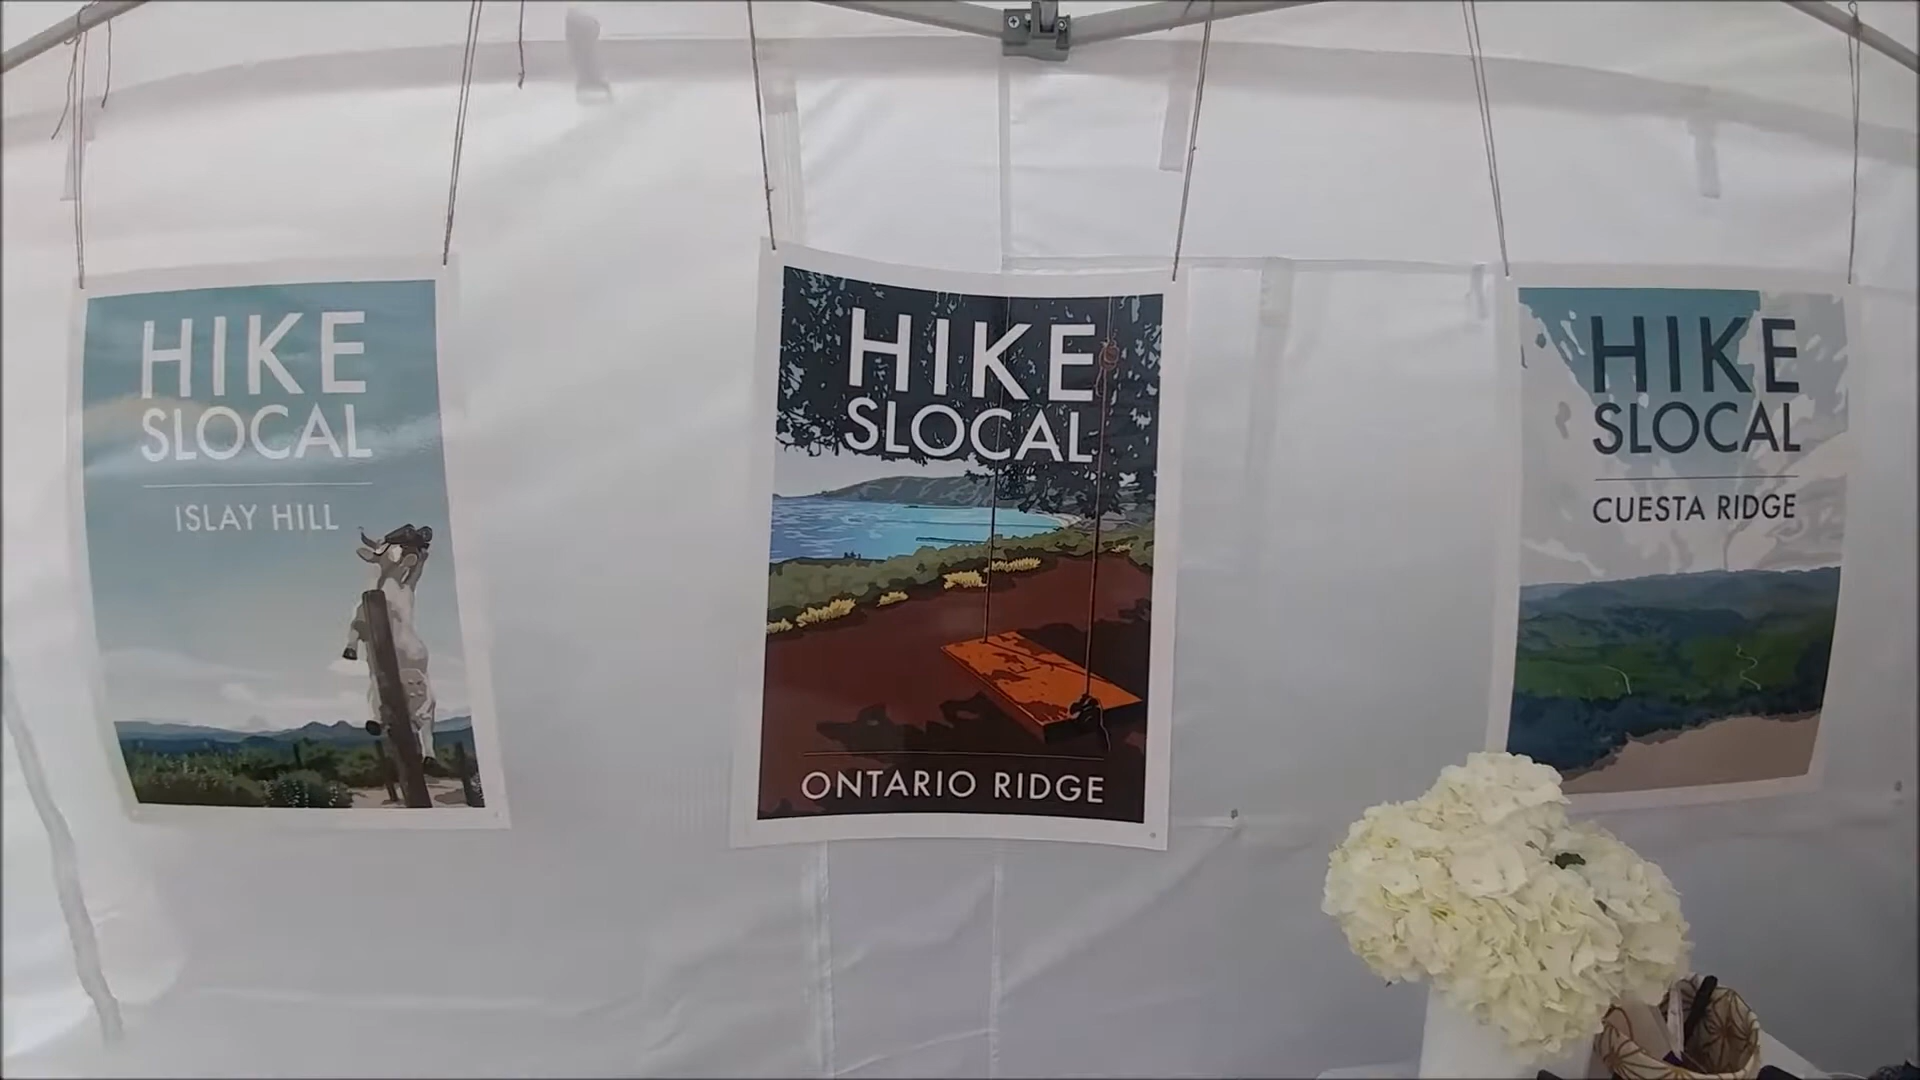 HIKE
SLOCAL
ISLAY HILL
HIKE
SLOCAL
ONTARIO RIDGE
HIKE
SLOCAL
CUESTA RIDGE